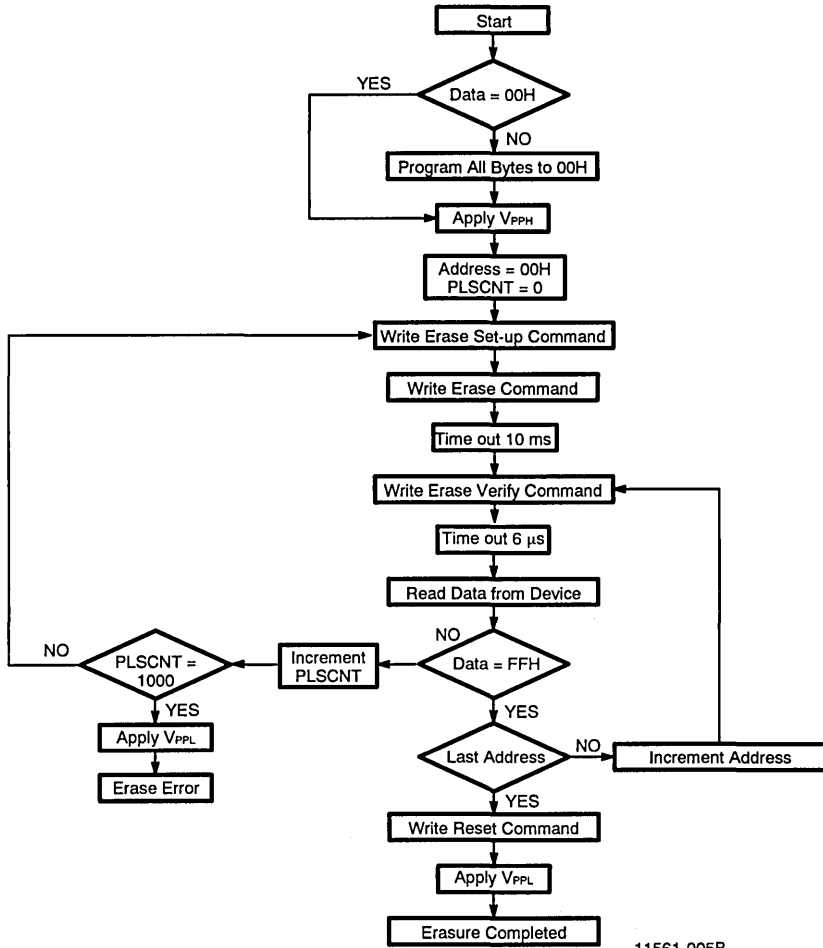 Start
YES
Data = 00H
NO
Program All Bytes to 00H
Apply VPPH
Address = 00H
PLSCNT = 0
Write Erase Set-up Command
Write Erase Command
Time out 10 ms
Write Erase Verify Command
Time out 6 µs
Read Data from Device
NO
PLSCNT =
1000
Increment
PLSCNT
NO
Data = FFH
YES
Apply VPPL
Erase Error
YES
Last Address
NO
Increment Address
YES
Write Reset Command
Apply VPPL
Erasure Completed